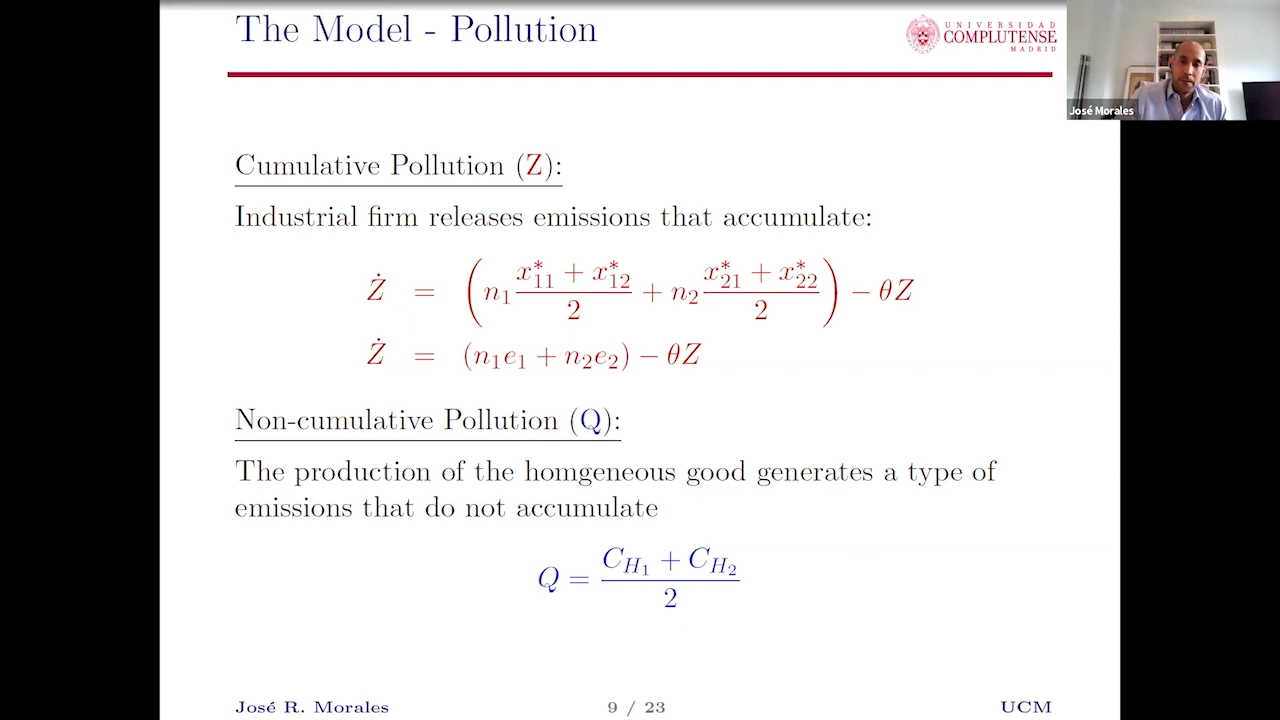 The Model - Pollution
UNIVERSIDAD
COMPLUTENSE
MADRID
José Morales
Cumulative Pollution (Z):
Industrial firm releases emissions that accumulate:
Ż = ( n₁ (x*₁₁ + x*₁₂)/2 + n₂ (x*₂₁ + x*₂₂)/2 ) − θZ
Ż = (n₁e₁ + n₂e₂) − θZ
Non-cumulative Pollution (Q):
The production of the homgeneous good generates a type of
emissions that do not accumulate
Q = (C_{H₁} + C_{H₂})/2
José R. Morales 9 / 23 UCM